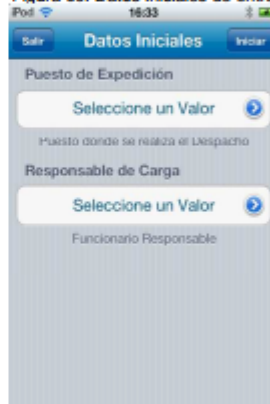 iPod 16:33
Salir Datos Iniciales Iniciar
Puesto de Expedición
Seleccione un Valor
Puesto donde se realiza el Despacho
Responsable de Carga
Seleccione un Valor
Funcionario Responsable